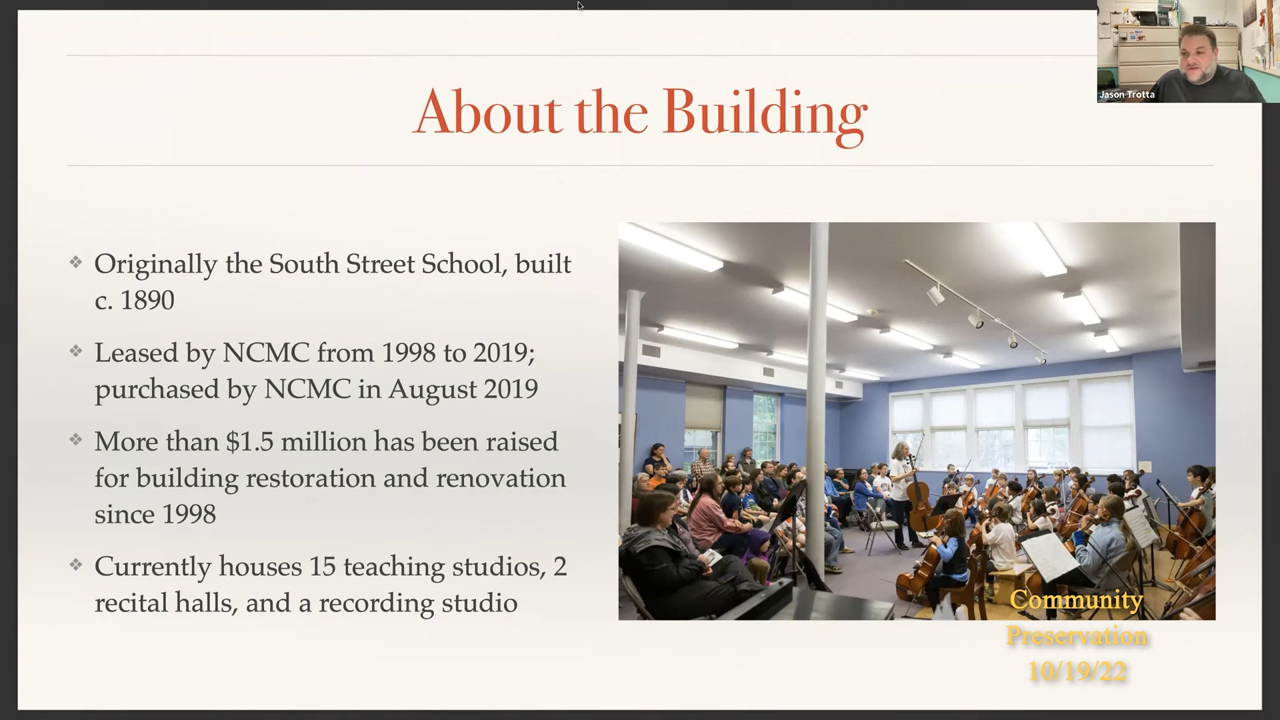 Jason Trotta
About the Building
❖ Originally the South Street School, built
c. 1890
❖ Leased by NCMC from 1998 to 2019;
purchased by NCMC in August 2019
❖ More than $1.5 million has been raised
for building restoration and renovation
since 1998
❖ Currently houses 15 teaching studios, 2
recital halls, and a recording studio
Community
Preservation
10/19/22